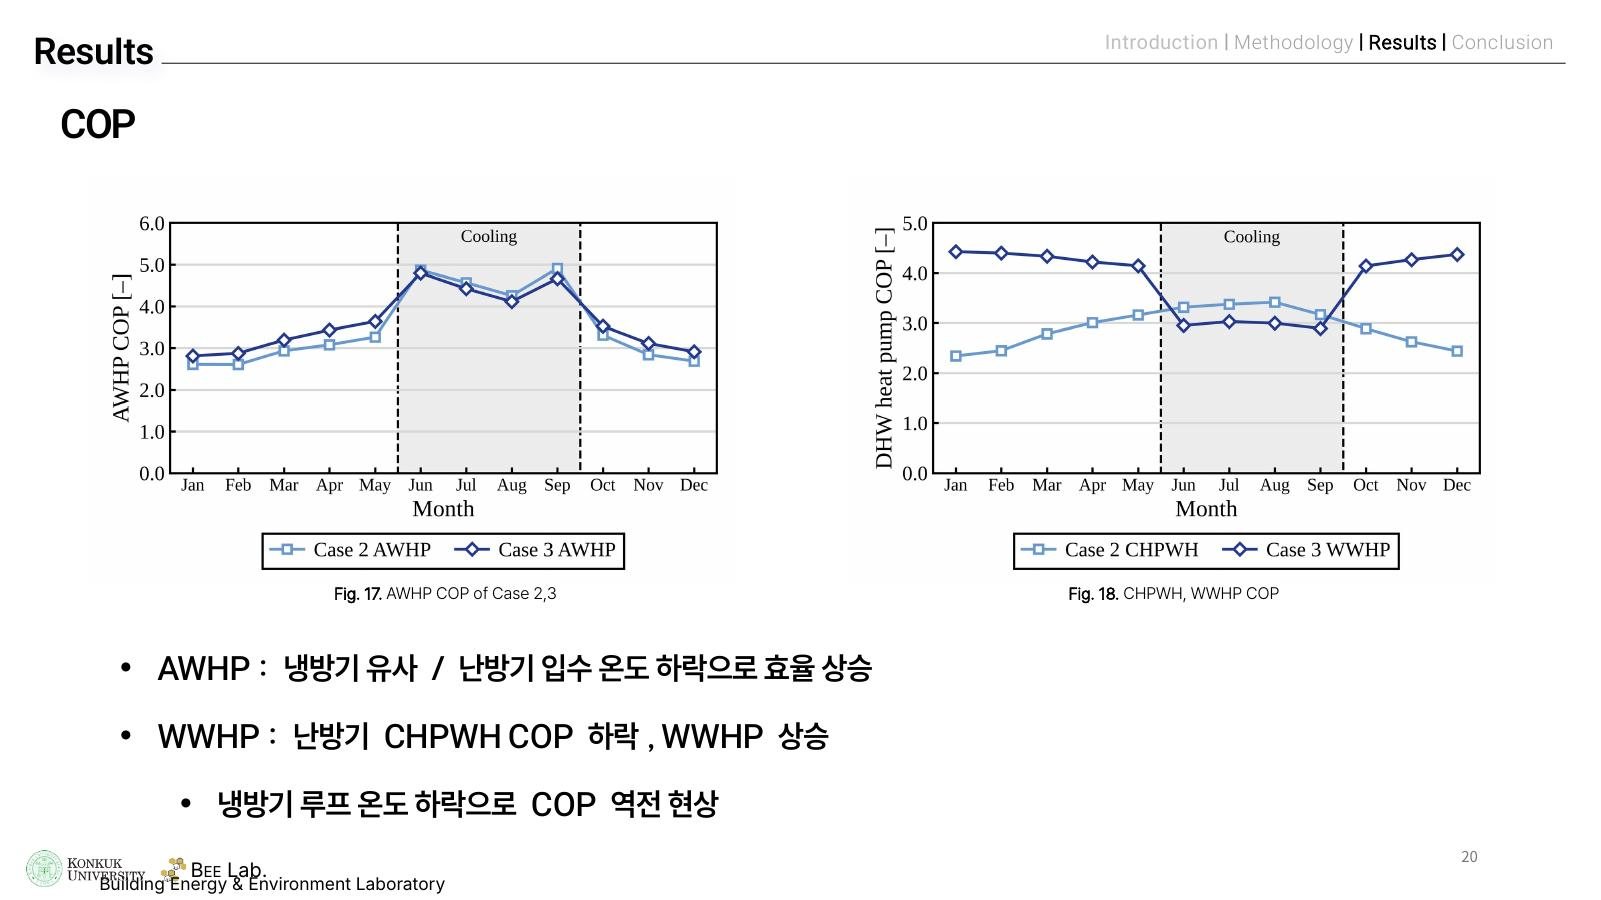 Results
Introduction | Methodology | Results | Conclusion
COP
6.0
5.0
4.0
3.0
2.0
1.0
0.0
AWHP COP [–]
Cooling
Jan Feb Mar Apr May Jun Jul Aug Sep Oct Nov Dec
Month
Case 2 AWHP Case 3 AWHP
Fig. 17. AWHP COP of Case 2,3
5.0
4.0
3.0
2.0
1.0
0.0
DHW heat pump COP [–]
Cooling
Jan Feb Mar Apr May Jun Jul Aug Sep Oct Nov Dec
Month
Case 2 CHPWH Case 3 WWHP
Fig. 18. CHPWH, WWHP COP
• AWHP : 냉방기 유사 / 난방기 입수 온도 하락으로 효율 상승
• WWHP : 난방기 CHPWH COP 하락 , WWHP 상승
• 냉방기 루프 온도 하락으로 COP 역전 현상
KONKUK
UNIVERSITY
BEE Lab.
Building Energy & Environment Laboratory
20